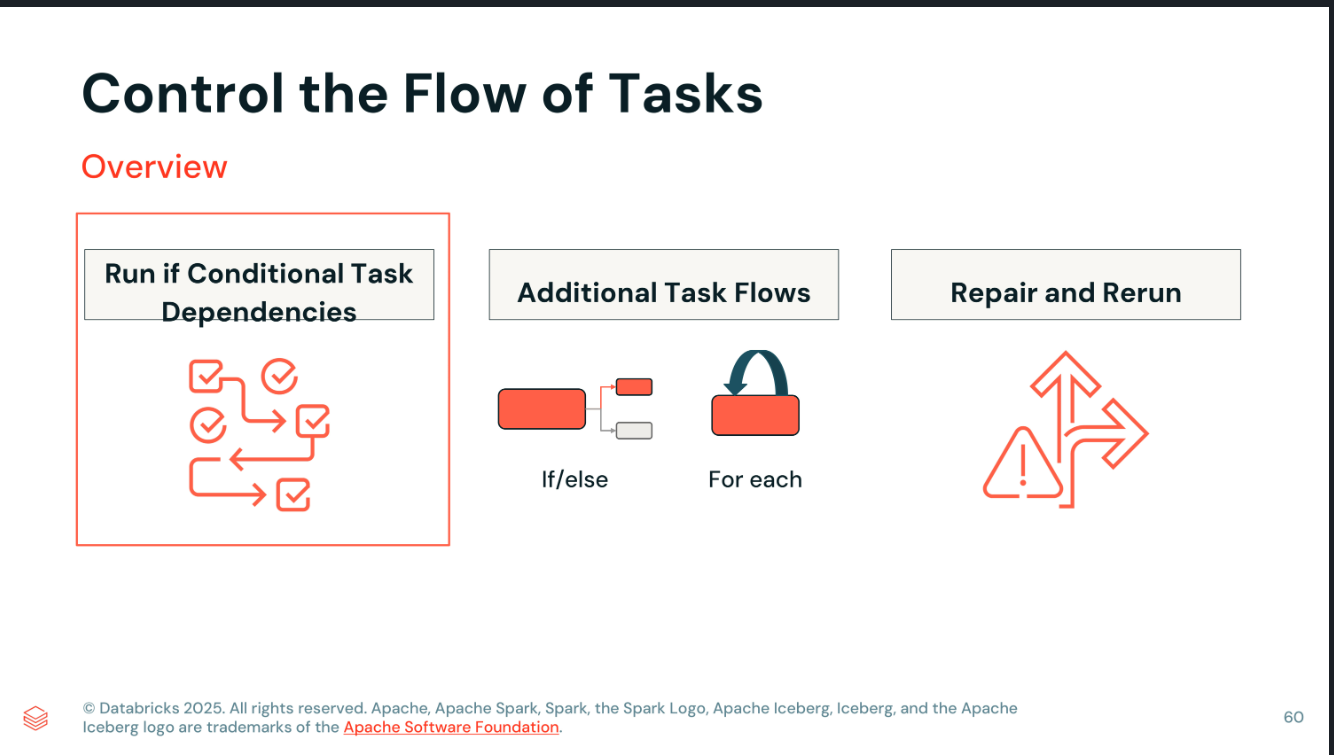 Control the Flow of Tasks
Overview
Run if Conditional Task
Dependencies
Additional Task Flows
If/else
For each
Repair and Rerun
© Databricks 2025. All rights reserved. Apache, Apache Spark, Spark, the Spark Logo, Apache Iceberg, Iceberg, and the Apache
Iceberg logo are trademarks of the Apache Software Foundation.
60